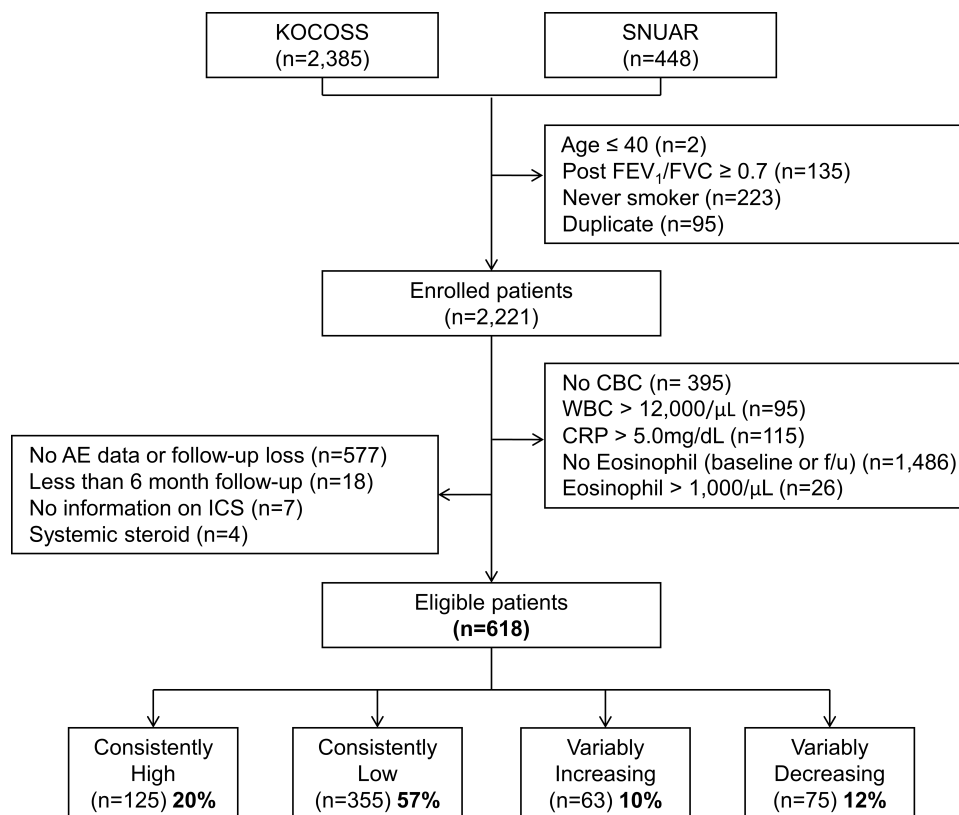 KOCOSS
(n=2,385)
SNUAR
(n=448)
Age ≤ 40 (n=2)
Post FEV₁/FVC ≥ 0.7 (n=135)
Never smoker (n=223)
Duplicate (n=95)
Enrolled patients
(n=2,221)
No CBC (n= 395)
WBC > 12,000/μL (n=95)
CRP > 5.0mg/dL (n=115)
No Eosinophil (baseline or f/u) (n=1,486)
Eosinophil > 1,000/μL (n=26)
No AE data or follow-up loss (n=577)
Less than 6 month follow-up (n=18)
No information on ICS (n=7)
Systemic steroid (n=4)
Eligible patients
(n=618)
Consistently
High
(n=125) 20%
Consistently
Low
(n=355) 57%
Variably
Increasing
(n=63) 10%
Variably
Decreasing
(n=75) 12%